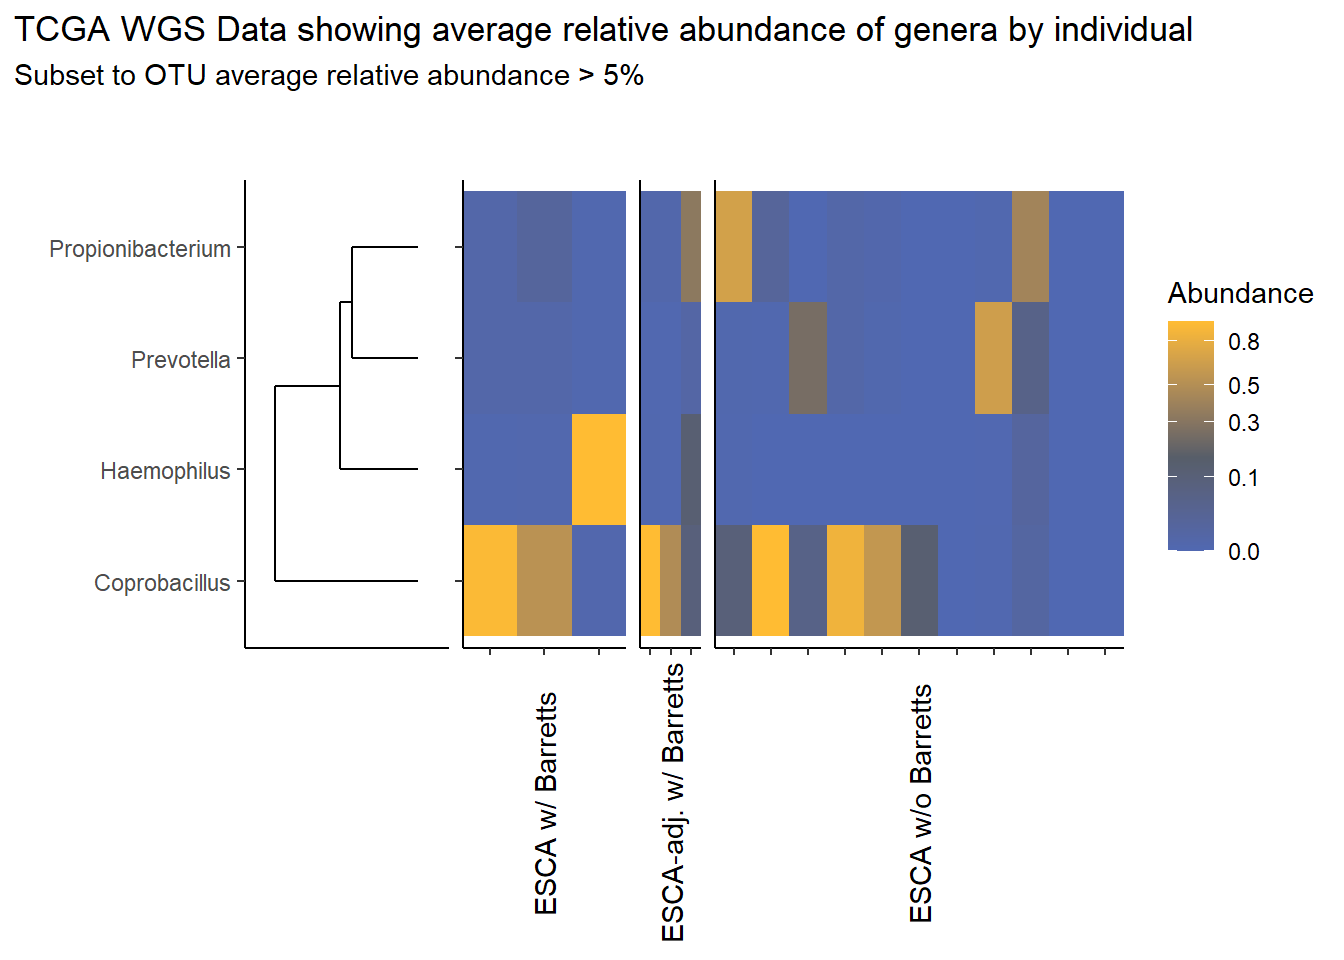 TCGA WGS Data showing average relative abundance of genera by individual
Subset to OTU average relative abundance > 5%
Propionibacterium
Prevotella
Haemophilus
Coprobacillus
ESCA w/ Barretts
ESCA-adj. w/ Barretts
ESCA w/o Barretts
Abundance
0.8
0.5
0.3
0.1
0.0